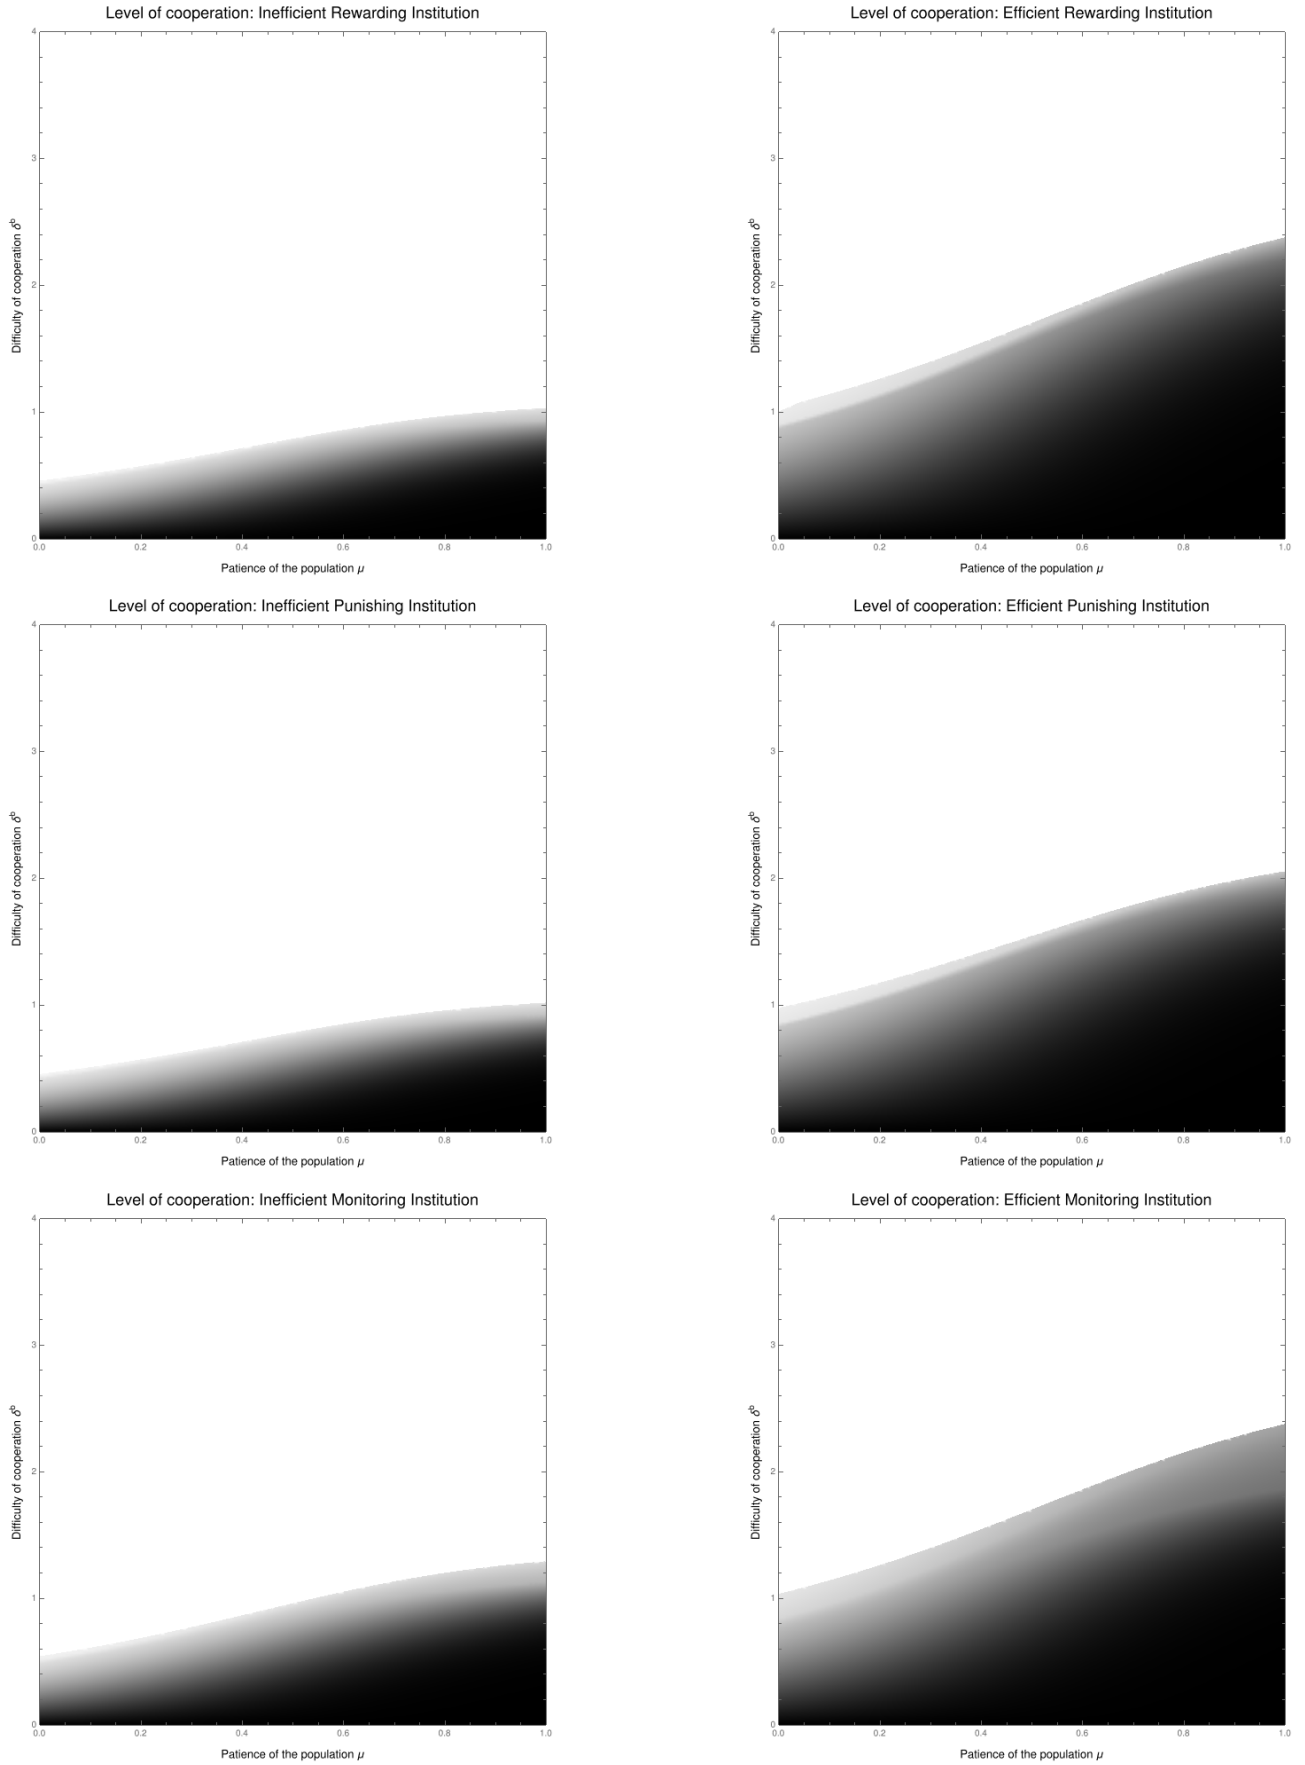 Level of cooperation: Inefficient Rewarding Institution
4
3
2
1
0
Difficulty of cooperation δᵇ
0.0 0.2 0.4 0.6 0.8 1.0
Patience of the population μ
Level of cooperation: Efficient Rewarding Institution
4
3
2
1
0
Difficulty of cooperation δᵇ
0.0 0.2 0.4 0.6 0.8 1.0
Patience of the population μ
Level of cooperation: Inefficient Punishing Institution
4
3
2
1
0
Difficulty of cooperation δᵇ
0.0 0.2 0.4 0.6 0.8 1.0
Patience of the population μ
Level of cooperation: Efficient Punishing Institution
4
3
2
1
0
Difficulty of cooperation δᵇ
0.0 0.2 0.4 0.6 0.8 1.0
Patience of the population μ
Level of cooperation: Inefficient Monitoring Institution
4
3
2
1
0
Difficulty of cooperation δᵇ
0.0 0.2 0.4 0.6 0.8 1.0
Patience of the population μ
Level of cooperation: Efficient Monitoring Institution
4
3
2
1
0
Difficulty of cooperation δᵇ
0.0 0.2 0.4 0.6 0.8 1.0
Patience of the population μ